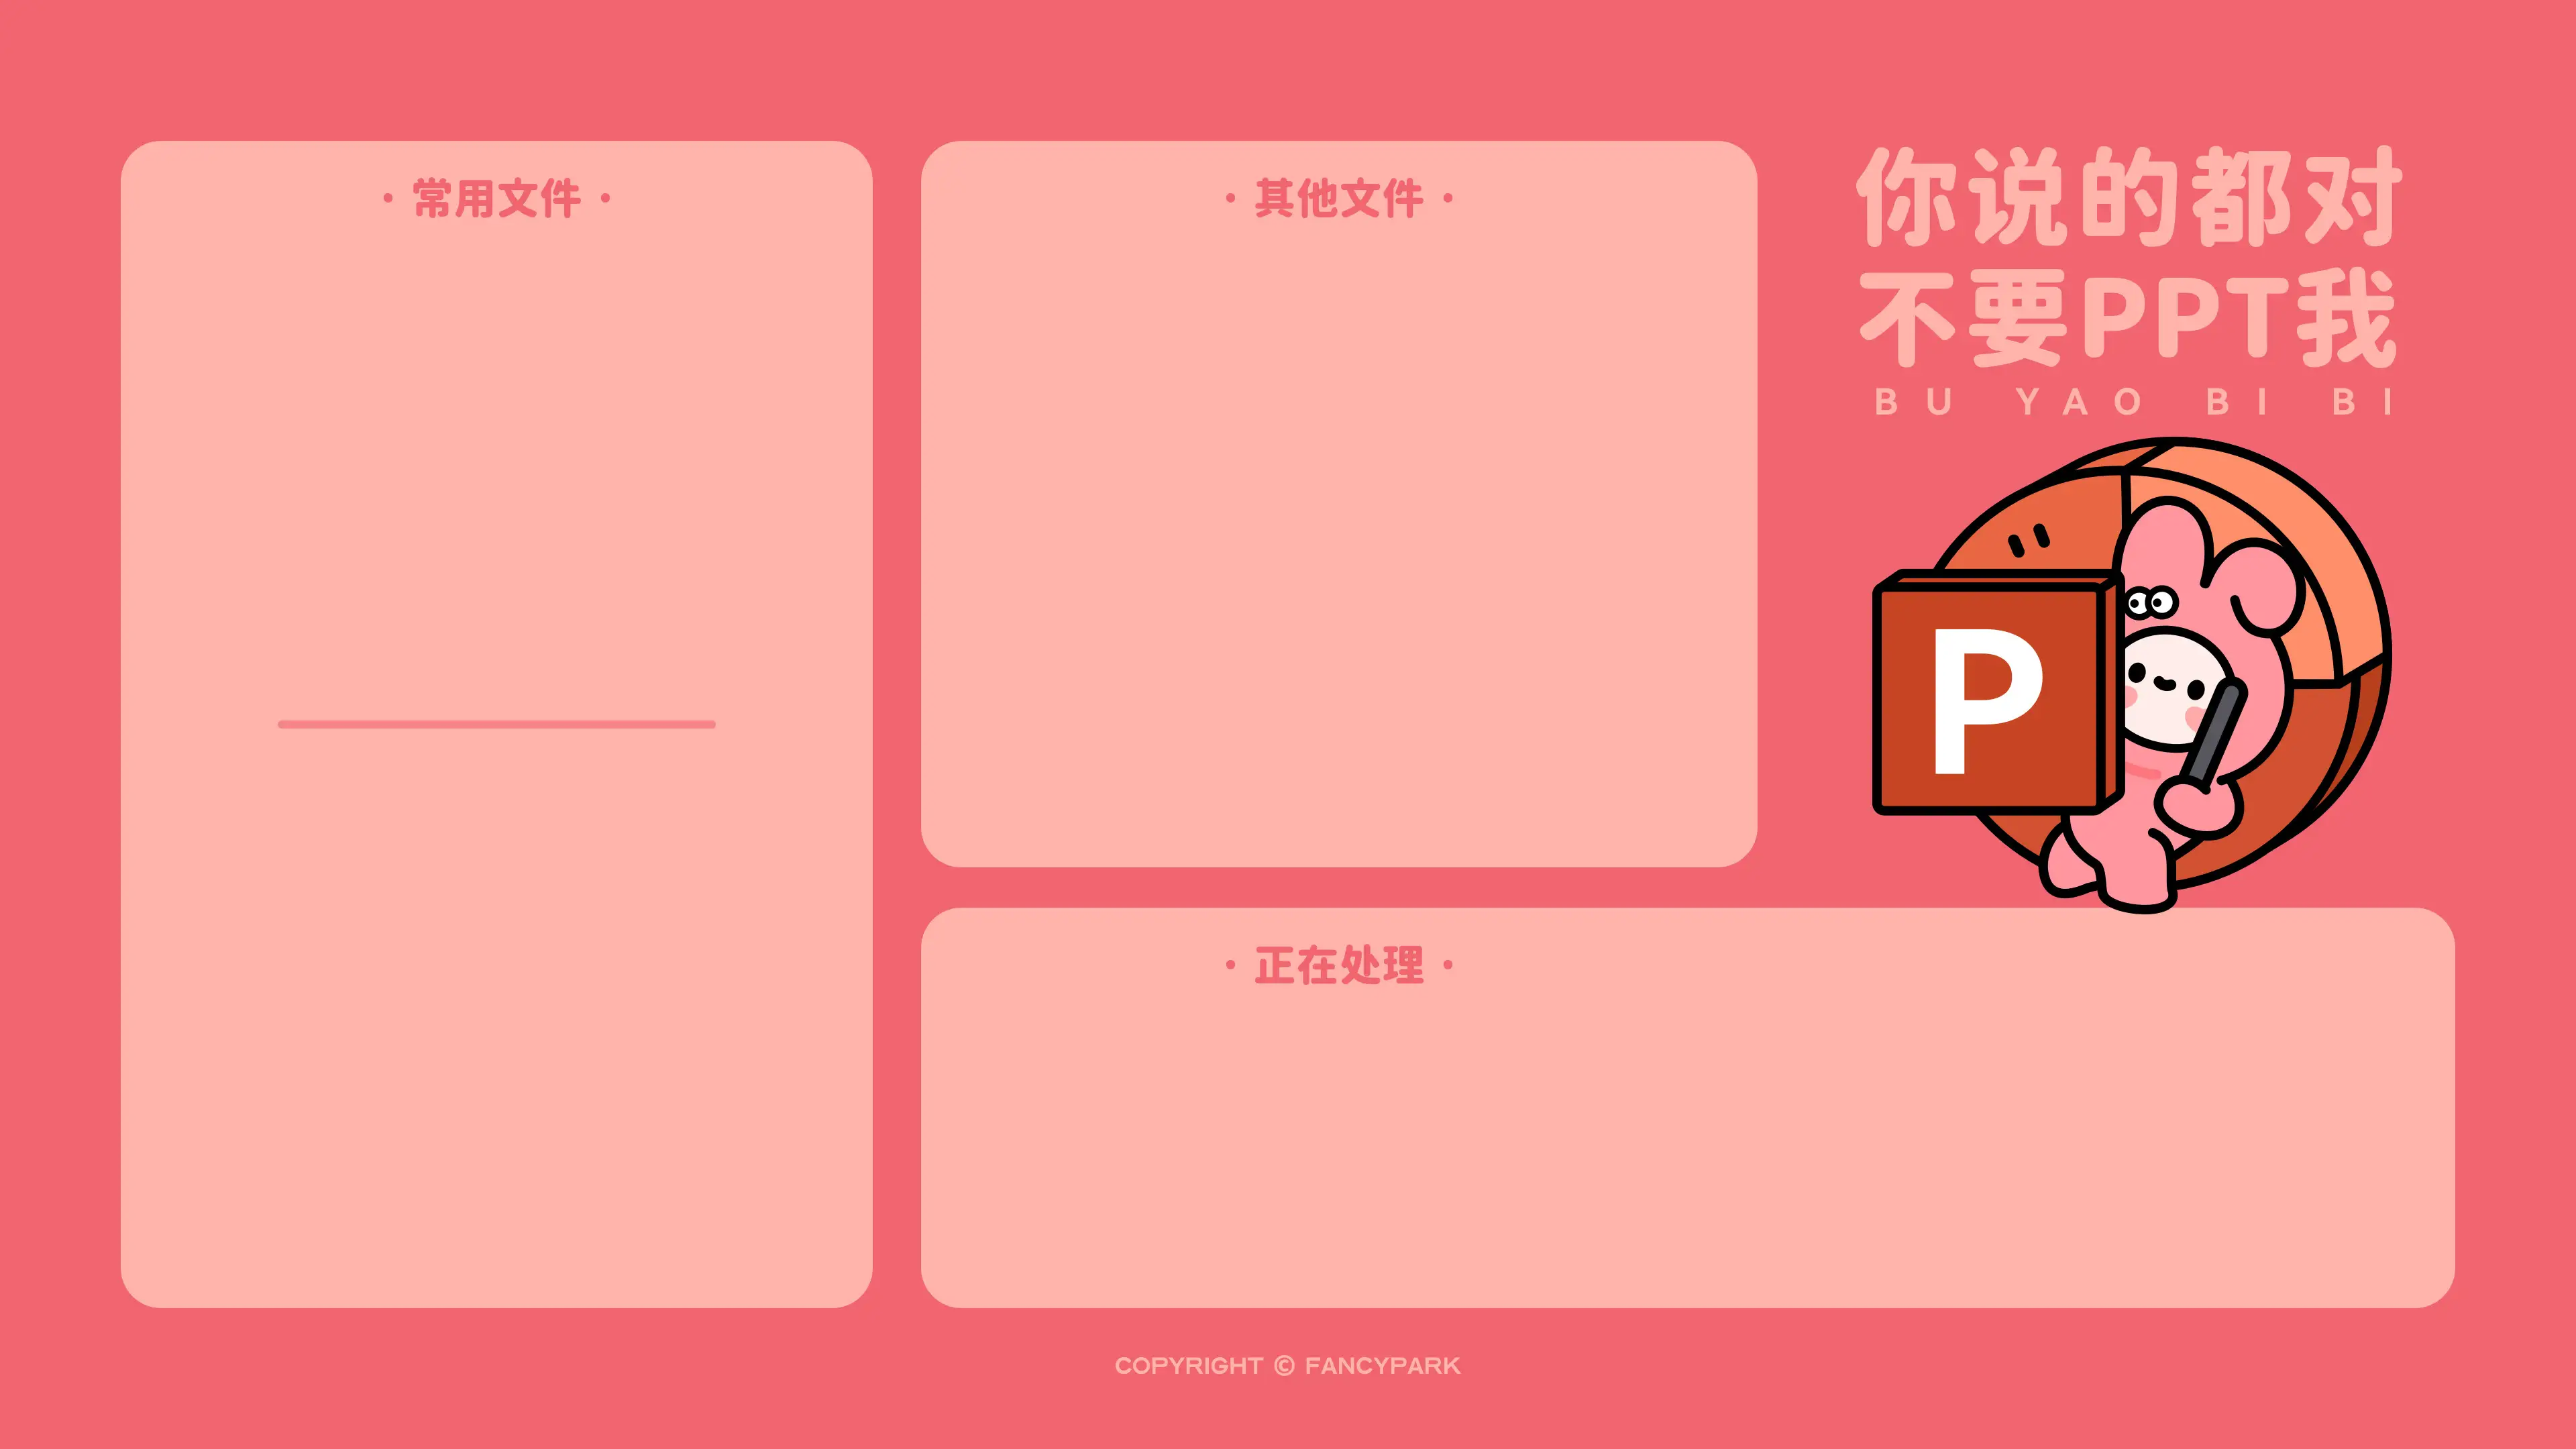 · 常用文件 ·
· 其他文件 ·
你说的都对
不要PPT我
BU YAO BI BI
P
· 正在处理 ·
COPYRIGHT © FANCYPARK